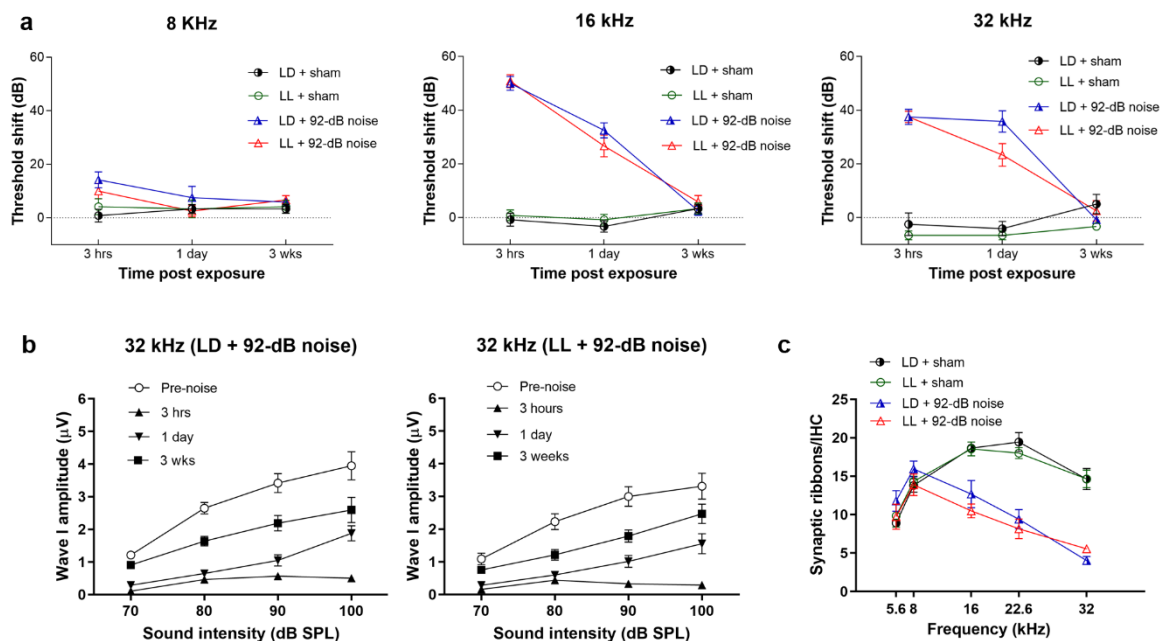 a
8 KHz
16 kHz
32 kHz
Threshold shift (dB)
60
40
20
0
LD + sham
LL + sham
LD + 92-dB noise
LL + 92-dB noise
3 hrs
1 day
3 wks
Time post exposure
Threshold shift (dB)
60
40
20
0
LD + sham
LL + sham
LD + 92-dB noise
LL + 92-dB noise
3 hrs
1 day
3 wks
Time post exposure
Threshold shift (dB)
60
40
20
0
LD + sham
LL + sham
LD + 92-dB noise
LL + 92-dB noise
3 hrs
1 day
3 wks
Time post exposure
b
32 kHz (LD + 92-dB noise)
Wave I amplitude (μV)
6
5
4
3
2
1
0
Pre-noise
3 hrs
1 day
3 wks
70
80
90
100
Sound intensity (dB SPL)
32 kHz (LL + 92-dB noise)
Wave I amplitude (μV)
6
5
4
3
2
1
0
Pre-noise
3 hours
1 day
3 weeks
70
80
90
100
Sound intensity (dB SPL)
c
LD + sham
LL + sham
LD + 92-dB noise
LL + 92-dB noise
Synaptic ribbons/IHC
25
20
15
10
5
0
5.6
8
16
22.6
32
Frequency (kHz)